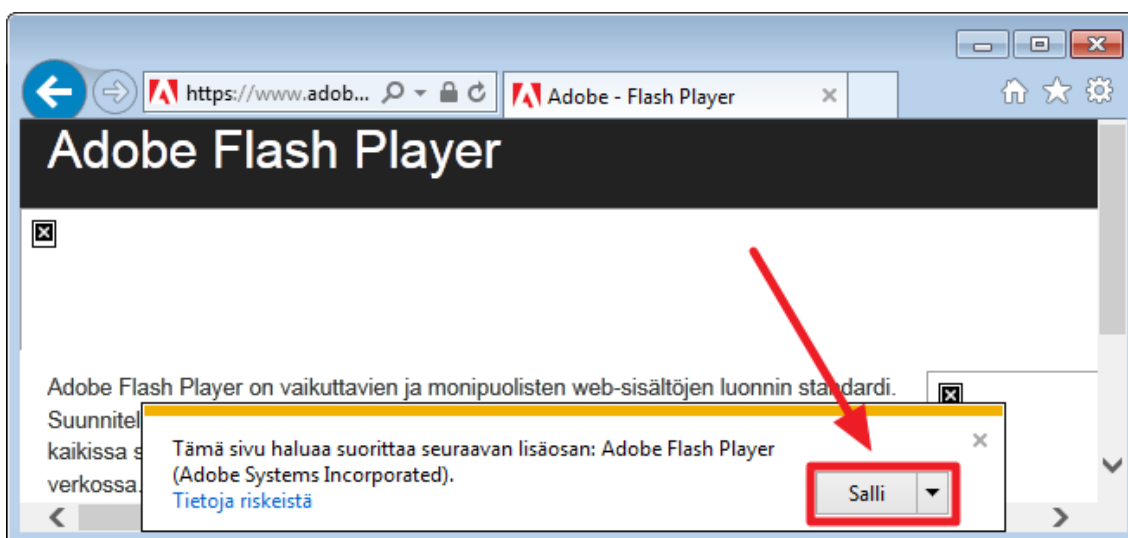 https://www.adob...
Adobe - Flash Player
Adobe Flash Player
Adobe Flash Player on vaikuttavien ja monipuolisten web-sisältöjen luonnin standardi.
Suunnitel
kaikissa s
verkossa.
Tämä sivu haluaa suorittaa seuraavan lisäosan: Adobe Flash Player
(Adobe Systems Incorporated).
Tietoja riskeistä
Salli